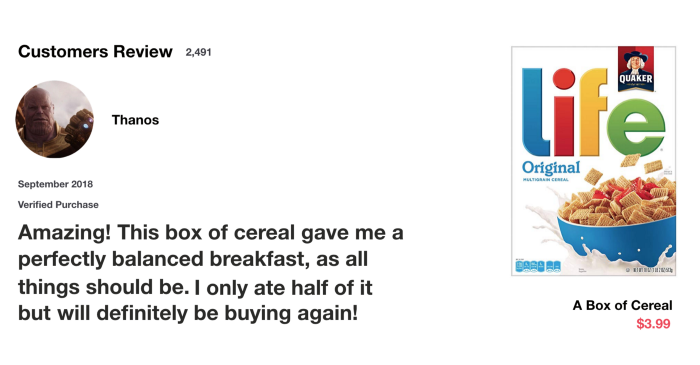 Customers Review 2,491
Thanos
September 2018
Verified Purchase
Amazing! This box of cereal gave me a
perfectly balanced breakfast, as all
things should be. I only ate half of it
but will definitely be buying again!
QUAKER
life
Original
MULTIGRAIN CEREAL
A Box of Cereal
$3.99